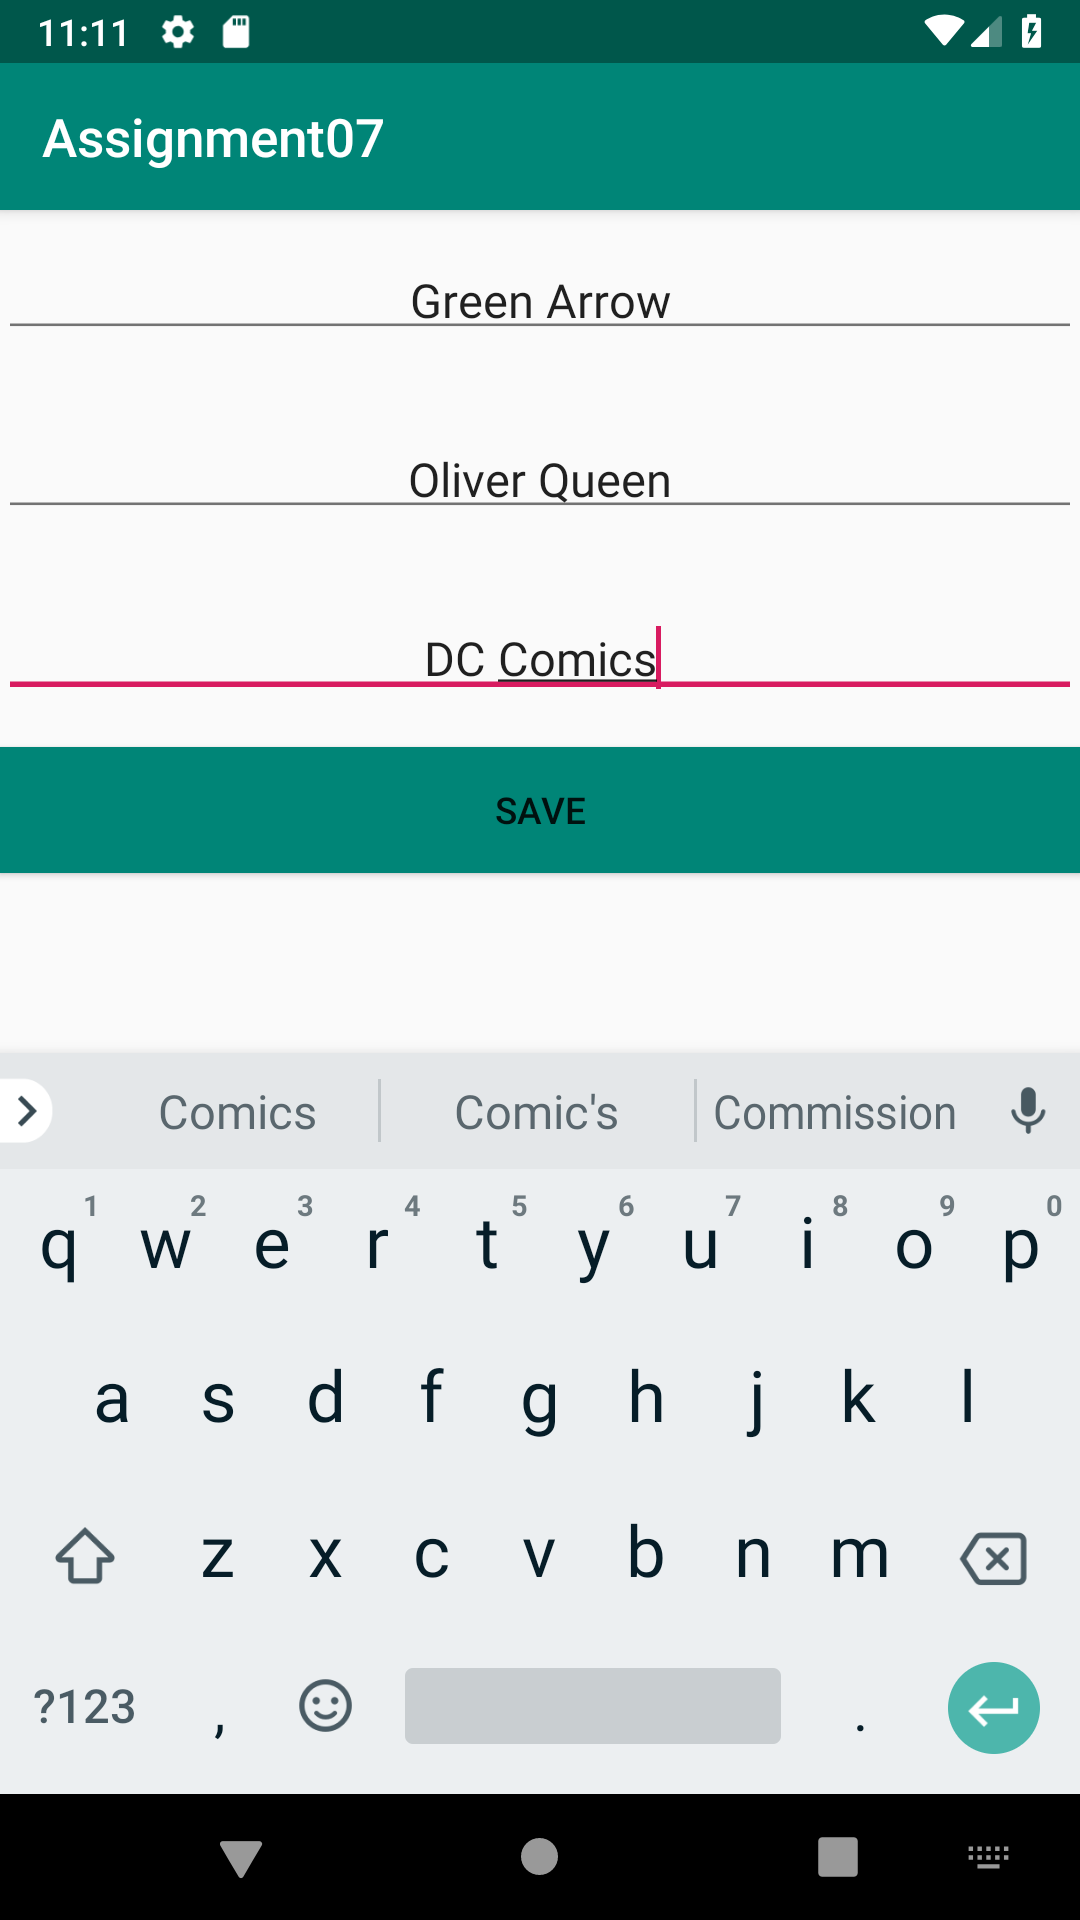 11:11
Assignment07
Green Arrow
Oliver Queen
DC Comics
SAVE
Comics Comic's Commission
1 2 3 4 5 6 7 8 9 0
q w e r t y u i o p
a s d f g h j k l
z x c v b n m
?123 , .